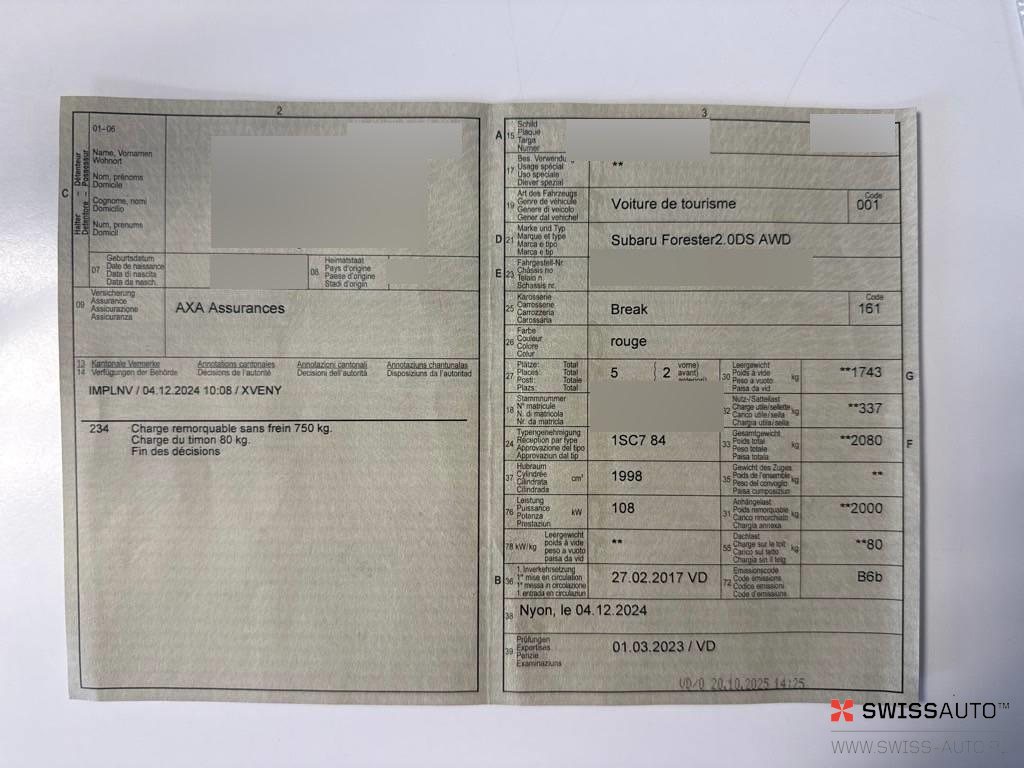 2
01-06
Halter - Détenteur
Detentore - Possessur
C
Name, Vornamen
Wohnort
Nom, prénoms
Domicile
Cognome, nomi
Domicilio
Num, prenums
Domicil
07
Geburtsdatum
Date de naissance
Data di nascita
Data da nasch.
08
Heimatstaat
Pays d'origine
Paese d'origine
Stadi d'origin
09
Versicherung
Assurance
Assicurazione
Assicuranza
AXA Assurances
13 Kantonale Vermerke Annotations cantonales Annotazioni cantonali Annotaziuns chantunalas
14 Verfügungen der Behörde Décisions de l'autorité Decisioni dell'autorità Disposiziuns da l'autoritad
IMPLNV / 04.12.2024 10:08 / XVENY
234 Charge remorquable sans frein 750 kg.
Charge du timon 80 kg.
Fin des décisions
3
A 15
Schild
Plaque
Targa
Numer
17
Bes. Verwendu
Usage spécial
Uso speciale
Diever spezial
**
19
Art des Fahrzeugs
Genre de véhicule
Genere di veicolo
Gener dal vehichel
Voiture de tourisme
Code
001
D 21
Marke und Typ
Marque et type
Marca e tipo
Marca e tip
Subaru Forester2.0DS AWD
E 23
Fahrgestell-Nr.
Châssis no
Telaio n.
Schassis nr.
25
Karosserie
Carrosserie
Carrozzeria
Carossaria
Break
Code
161
26
Farbe
Couleur
Colore
Colur
rouge
27
Plätze: Total
Places: Total
Posti: Totale
Plazs: Total
5 { 2 vorne)
avant)
30
Leergewicht
Poids à vide
Peso a vuoto
Paisa da vid
kg
**1743
G
18
Stammnummer
N° matricule
N. di matricola
Nr. da matricla
32
Nutz-/Sattellast
Charge utile/sellette
Carico utile/sella
Chargia utila/sella
kg
**337
24
Typengenehmigung
Réception par type
Approvazione del tipo
Approvaziun dal tip
1SC7 84
33
Gesamtgewicht
Poids total
Peso totale
Paisa totala
kg
**2080
F
37
Hubraum
Cylindrée
Cilindrata
Cilindrada
cm³
1998
35
Gewicht des Zuges
Poids de l'ensemble
Peso del convoglio
Paisa cumposiziun
kg
**
76
Leistung
Puissance
Potenza
Prestaziun
kW
108
31
Anhängelast
Poids remorquable
Carico rimorchiato
Chargia annexa
kg
**2000
78 kW/kg
Leergewicht
poids à vide
peso a vuoto
paisa da vid
**
55
Dachlast
Charge sur le toit
Carico sul tetto
Chargia sin il tetg
kg
**80
B 36
1. Inverkehrsetzung
1re mise en circulation
1a messa in circolazione
1. entrada en circulaziun
27.02.2017 VD
72
Emissionscode
Code émissions
Codice emissioni
Code d'emissiuns
B6b
38
Nyon, le 04.12.2024
39
Prüfungen
Expertises
Perizie
Examinaziuns
01.03.2023 / VD
VD/0 20.10.2025 14:25
SWISSAUTO™
WWW.SWISS-AUTO.PL